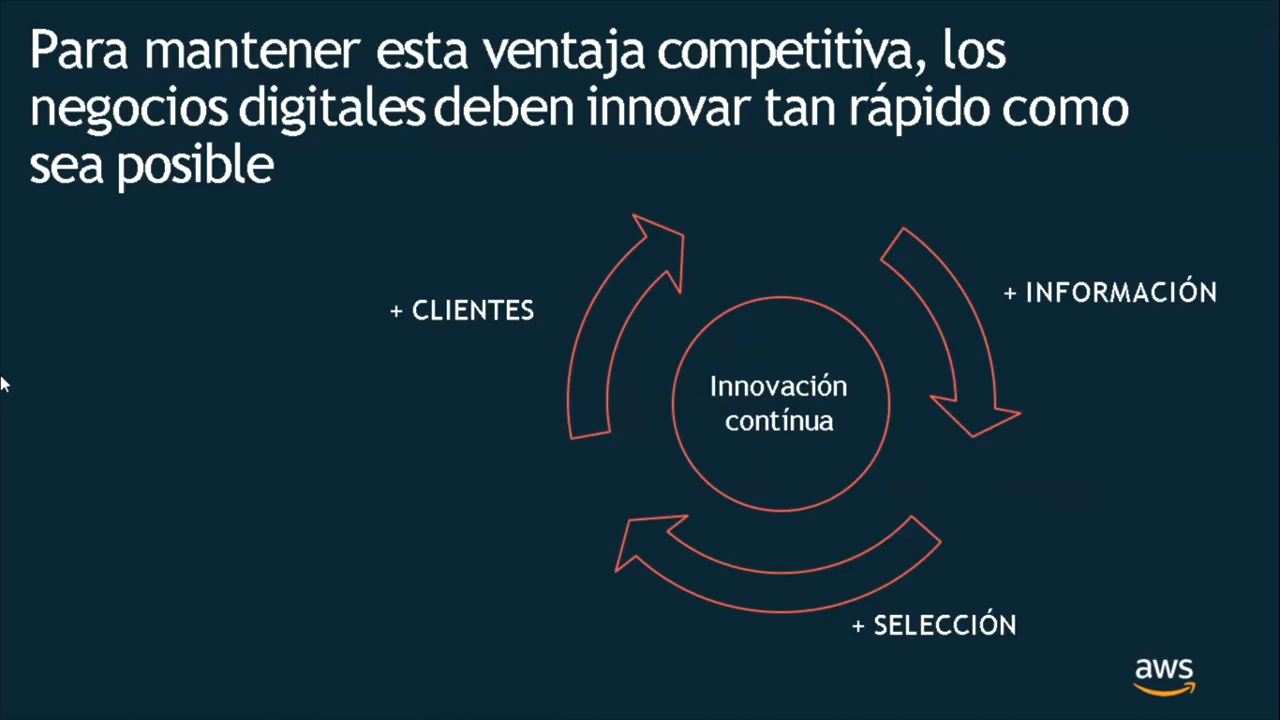 Para mantener esta ventaja competitiva, los
negocios digitales deben innovar tan rápido como
sea posible
+ CLIENTES
+ INFORMACIÓN
Innovación
contínua
+ SELECCIÓN
aws